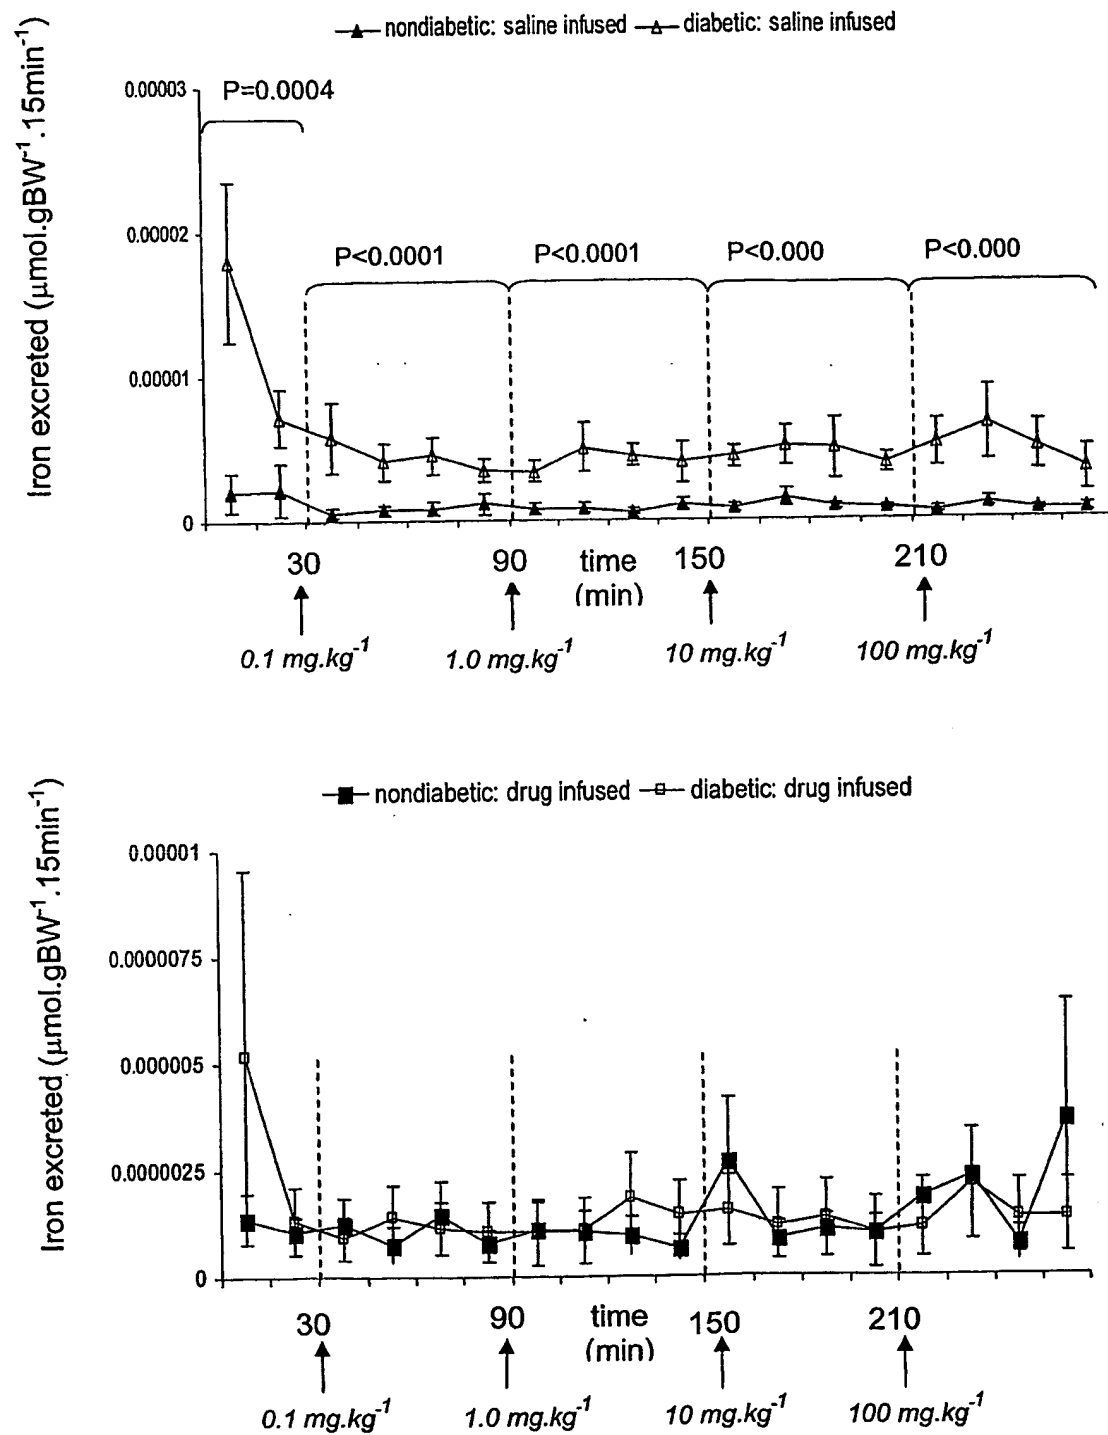 nondiabetic: saline infused diabetic: saline infused
Iron excreted (µmol.gBW⁻¹.15min⁻¹)
0.00003
P=0.0004
0.00002
P<0.0001 P<0.0001 P<0.000 P<0.000
0.00001
0
30 90 time 150 210
(min)
0.1 mg.kg⁻¹ 1.0 mg.kg⁻¹ 10 mg.kg⁻¹ 100 mg.kg⁻¹
nondiabetic: drug infused diabetic: drug infused
Iron excreted (µmol.gBW⁻¹.15min⁻¹)
0.00001
0.0000075
0.000005
0.0000025
0
30 90 time 150 210
(min)
0.1 mg.kg⁻¹ 1.0 mg.kg⁻¹ 10 mg.kg⁻¹ 100 mg.kg⁻¹